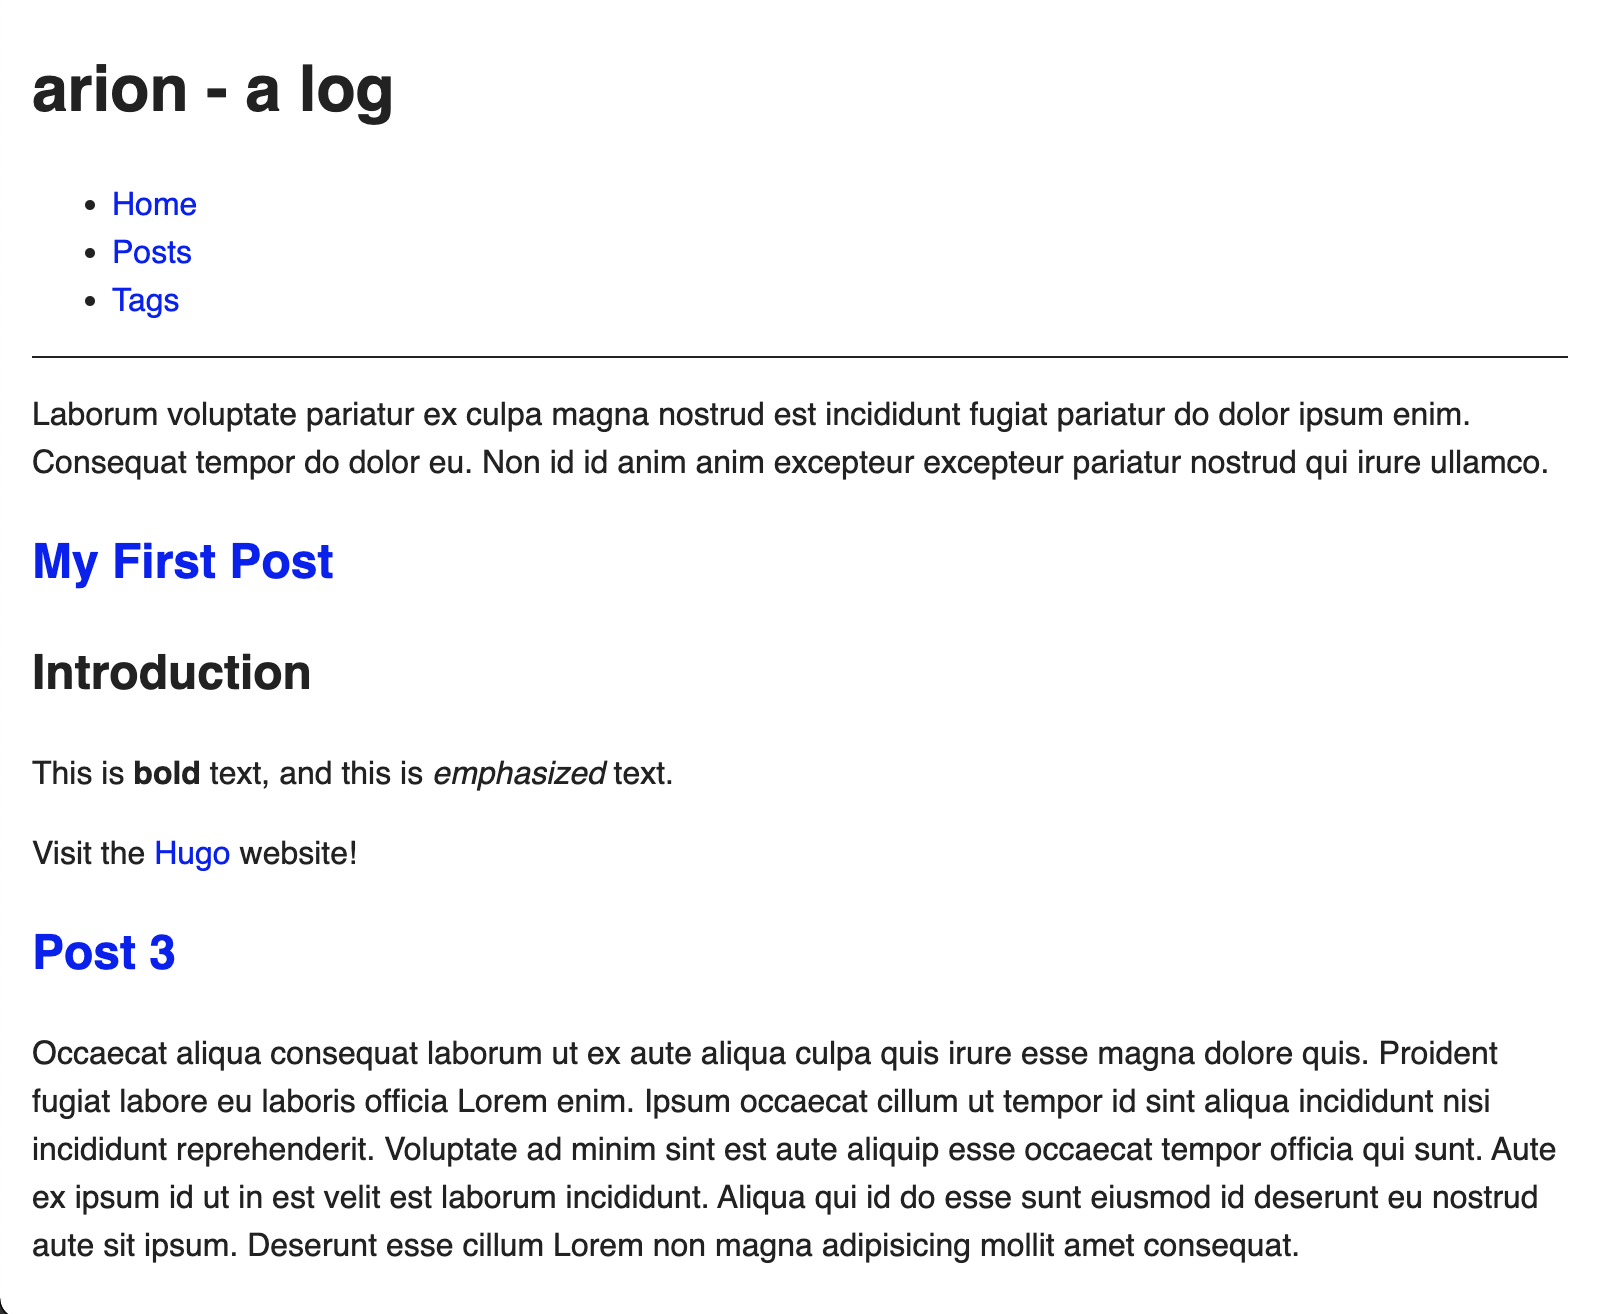 arion - a log
Home
Posts
Tags
Laborum voluptate pariatur ex culpa magna nostrud est incididunt fugiat pariatur do dolor ipsum enim.
Consequat tempor do dolor eu. Non id id anim anim excepteur excepteur pariatur nostrud qui irure ullamco.
My First Post
Introduction
This is bold text, and this is emphasized text.
Visit the Hugo website!
Post 3
Occaecat aliqua consequat laborum ut ex aute aliqua culpa quis irure esse magna dolore quis. Proident
fugiat labore eu laboris officia Lorem enim. Ipsum occaecat cillum ut tempor id sint aliqua incididunt nisi
incididunt reprehenderit. Voluptate ad minim sint est aute aliquip esse occaecat tempor officia qui sunt. Aute
ex ipsum id ut in est velit est laborum incididunt. Aliqua qui id do esse sunt eiusmod id deserunt eu nostrud
aute sit ipsum. Deserunt esse cillum Lorem non magna adipisicing mollit amet consequat.